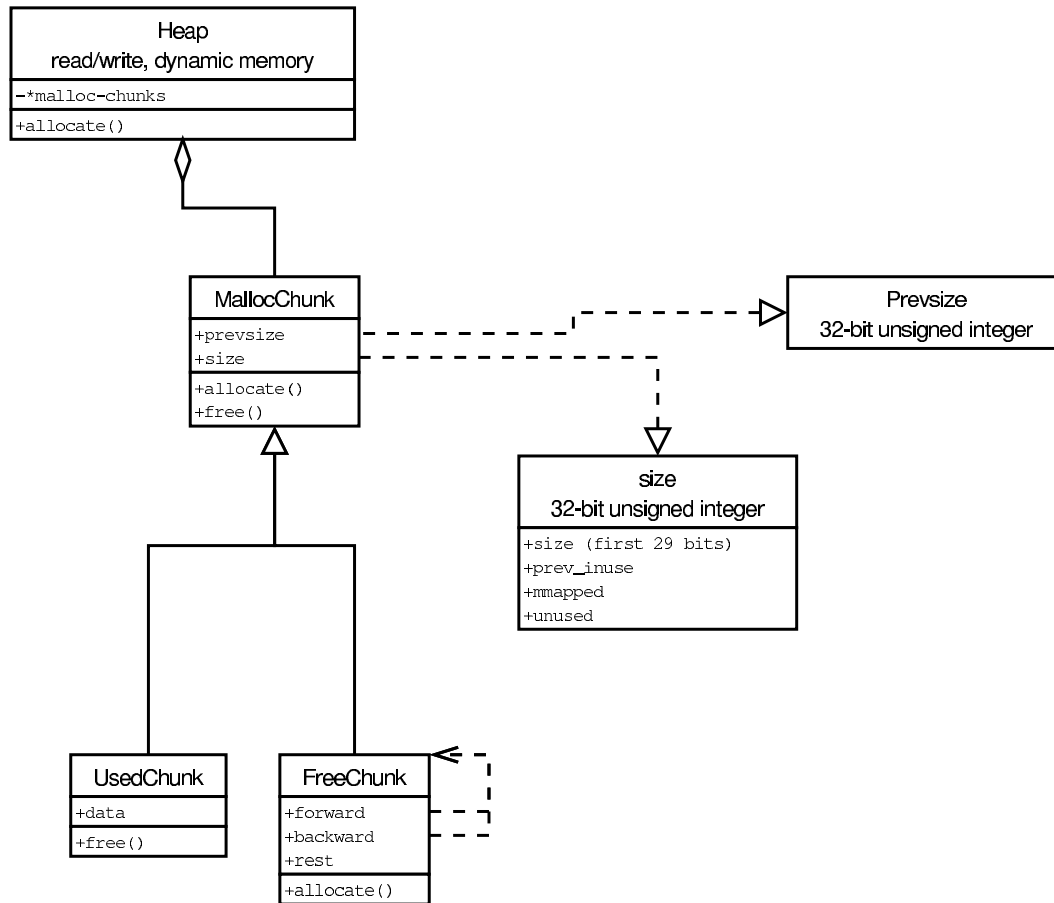 Heap
read/write, dynamic memory
-*malloc-chunks
+allocate()
MallocChunk
+prevsize
+size
+allocate()
+free()
Prevsize
32-bit unsigned integer
size
32-bit unsigned integer
+size (first 29 bits)
+prev_inuse
+mmapped
+unused
UsedChunk
+data
+free()
FreeChunk
+forward
+backward
+rest
+allocate()